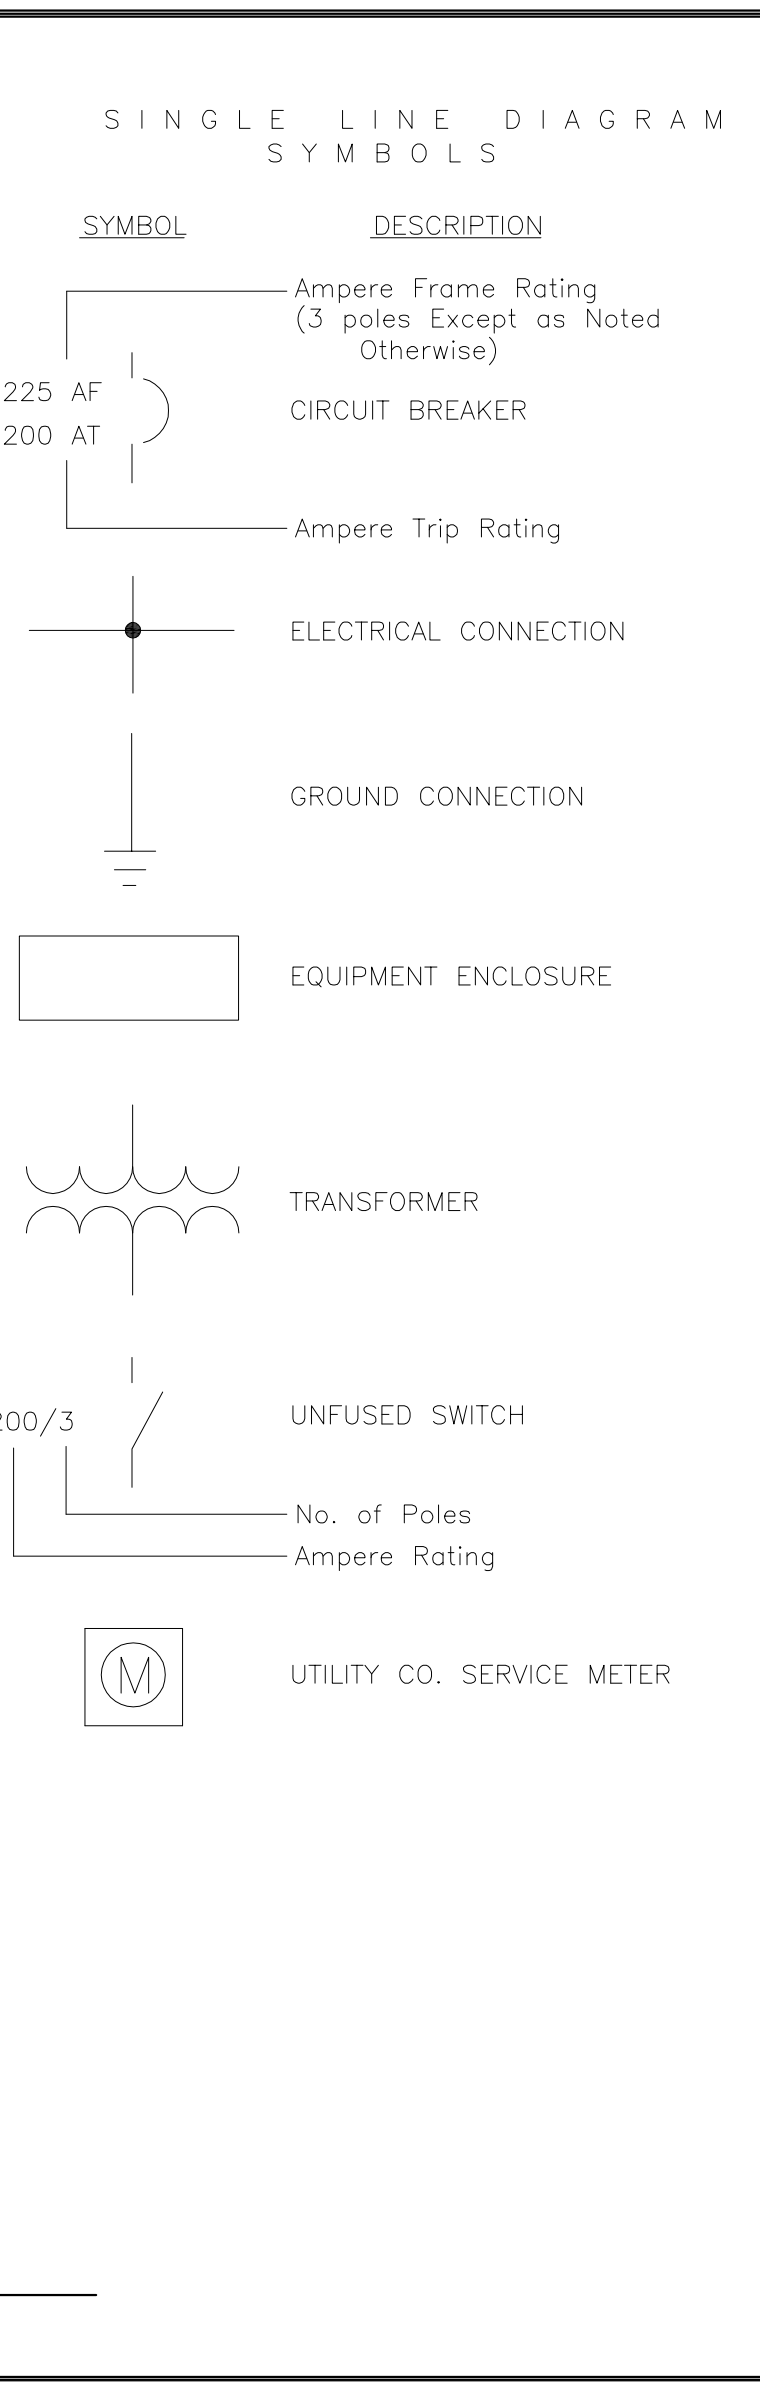 SINGLE LINE DIAGRAM
SYMBOLS
SYMBOL DESCRIPTION
Ampere Frame Rating
(3 poles Except as Noted
Otherwise)
225 AF
CIRCUIT BREAKER
200 AT
Ampere Trip Rating
ELECTRICAL CONNECTION
GROUND CONNECTION
EQUIPMENT ENCLOSURE
TRANSFORMER
UNFUSED SWITCH
200/3
No. of Poles
Ampere Rating
M
UTILITY CO. SERVICE METER